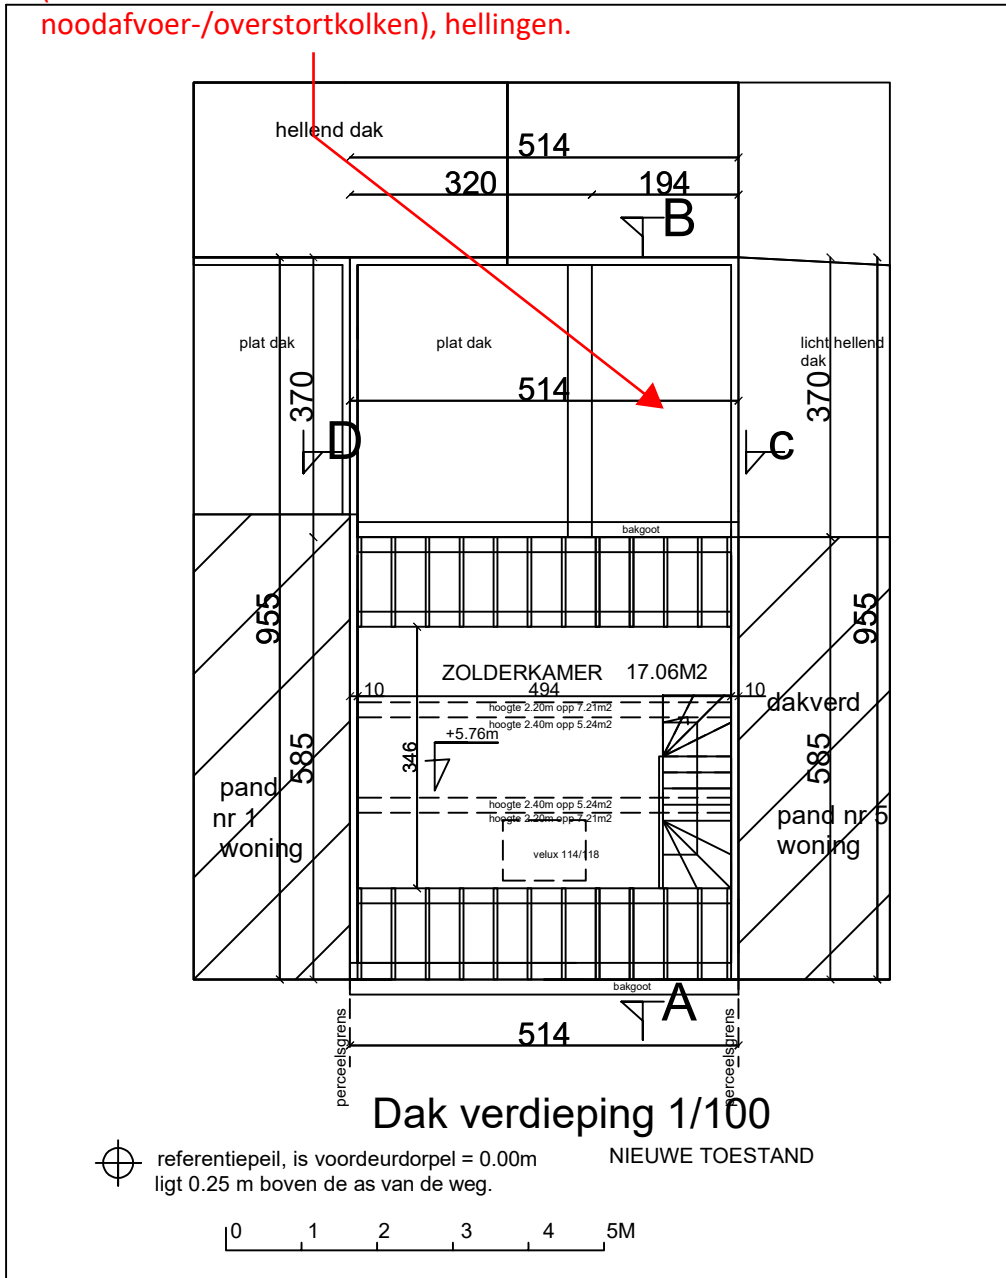 noodafvoer-/overstortkolken), hellingen.
hellend dak
514
320
194
B
plat dak
plat dak
licht hellend
dak
370
514
370
D
c
bakgoot
955
955
ZOLDERKAMER 17.06M2
10
494
10
dakverd
hoogte 2.20m opp 7.21m2
hoogte 2.40m opp 5.24m2
+5.76m
346
585
585
pand
nr 1
woning
hoogte 2.40m opp 5.24m2
hoogte 2.20m opp 7.21m2
pand nr 5
woning
velux 114/118
bakgoot
A
514
perceelsgrens
perceelsgrens
Dak verdieping 1/100
NIEUWE TOESTAND
referentiepeil, is voordeurdorpel = 0.00m
ligt 0.25 m boven de as van de weg.
0 1 2 3 4 5M